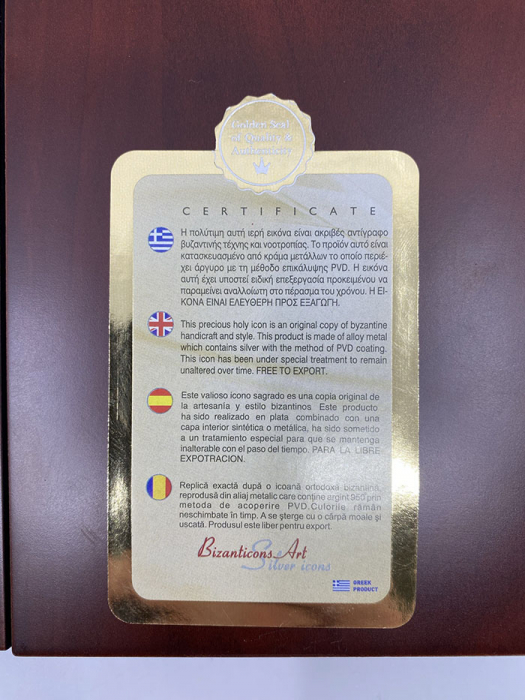 Golden Seal
of Quality &
Authenticity
CERTIFICATE
Η πολύτιμη αυτή ιερή εικόνα είναι ακριβές αντίγραφο
βυζαντινής τέχνης και νοοτροπίας. Το προϊόν αυτό είναι
κατασκευασμένο από κράμα μετάλλων το οποίο περιέ-
χει άργυρο με τη μέθοδο επικάλυψης PVD. Η εικόνα
αυτή έχει υποστεί ειδική επεξεργασία προκειμένου να
παραμείνει αναλλοίωτη στο πέρασμα του χρόνου. Η ΕΙ-
ΚΟΝΑ ΕΙΝΑΙ ΕΛΕΥΘΕΡΗ ΠΡΟΣ ΕΞΑΓΩΓΗ.
This precious holy icon is an original copy of byzantine
handicraft and style. This product is made of alloy metal
which contains silver with the method of PVD coating.
This icon has been under special treatment to remain
unaltered over time. FREE TO EXPORT.
Este valioso icono sagrado es una copia original de
la artesanía y estilo bizantinos. Este producto
ha sido realizado en plata combinado con una
capa interior sintética o metálica, ha sido sometido
a un tratamiento especial para que se mantenga
inalterable con el paso del tiempo. PARA LA LIBRE
EXPOTRACION.
Replică exactă după o icoană ortodoxă bizantină,
reprodusă din aliaj metalic care conține argint 960 prin
metoda de acoperire PVD.Culorile rămân
neschimbate în timp. A se șterge cu o cârpă moale și
uscată. Produsul este liber pentru export.
Bizanticons Art
Silver icons
GREEK
PRODUCT